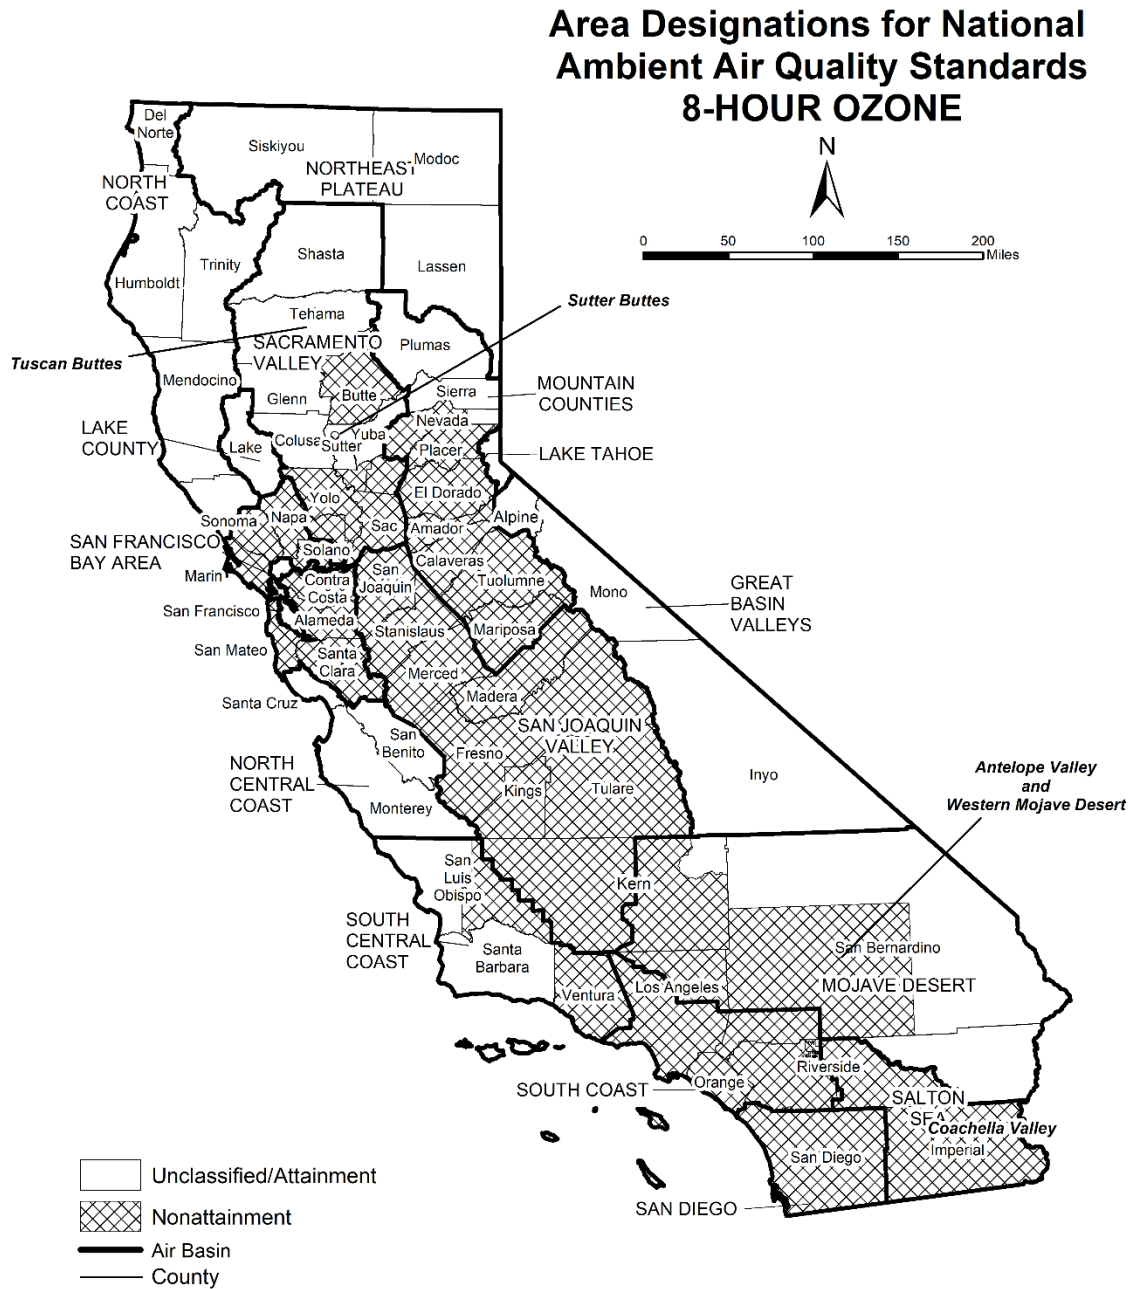 Area Designations for National
Ambient Air Quality Standards
8-HOUR OZONE
N
0 50 100 150 200
Miles
Del
Norte
Siskiyou
Modoc
NORTHEAST
PLATEAU
NORTH
COAST
Shasta
Trinity
Lassen
Humboldt
Sutter Buttes
Tehama
SACRAMENTO
VALLEY
Plumas
Tuscan Buttes
Mendocino
Butte
Sierra
MOUNTAIN
COUNTIES
Glenn
Nevada
LAKE
COUNTY
Lake
Colusa
Sutter
Yuba
Placer
LAKE TAHOE
El Dorado
Yolo
Alpine
Sonoma
Napa
Sac
Amador
SAN FRANCISCO
BAY AREA
Solano
Calaveras
Marin
Contra
Costa
San
Joaquin
Tuolumne
Mono
GREAT
BASIN
VALLEYS
San Francisco
Alameda
Stanislaus
Mariposa
San Mateo
Santa
Clara
Merced
Madera
Santa Cruz
SAN JOAQUIN
VALLEY
San
Benito
Fresno
NORTH
CENTRAL
COAST
Kings
Tulare
Inyo
Antelope Valley
and
Western Mojave Desert
Monterey
San
Luis
Obispo
Kern
SOUTH
CENTRAL
COAST
Santa
Barbara
San Bernardino
Ventura
Los Angeles
MOJAVE DESERT
Riverside
Orange
SOUTH COAST
SALTON
SEA
Coachella Valley
San Diego
Imperial
SAN DIEGO
Unclassified/Attainment
Nonattainment
Air Basin
County